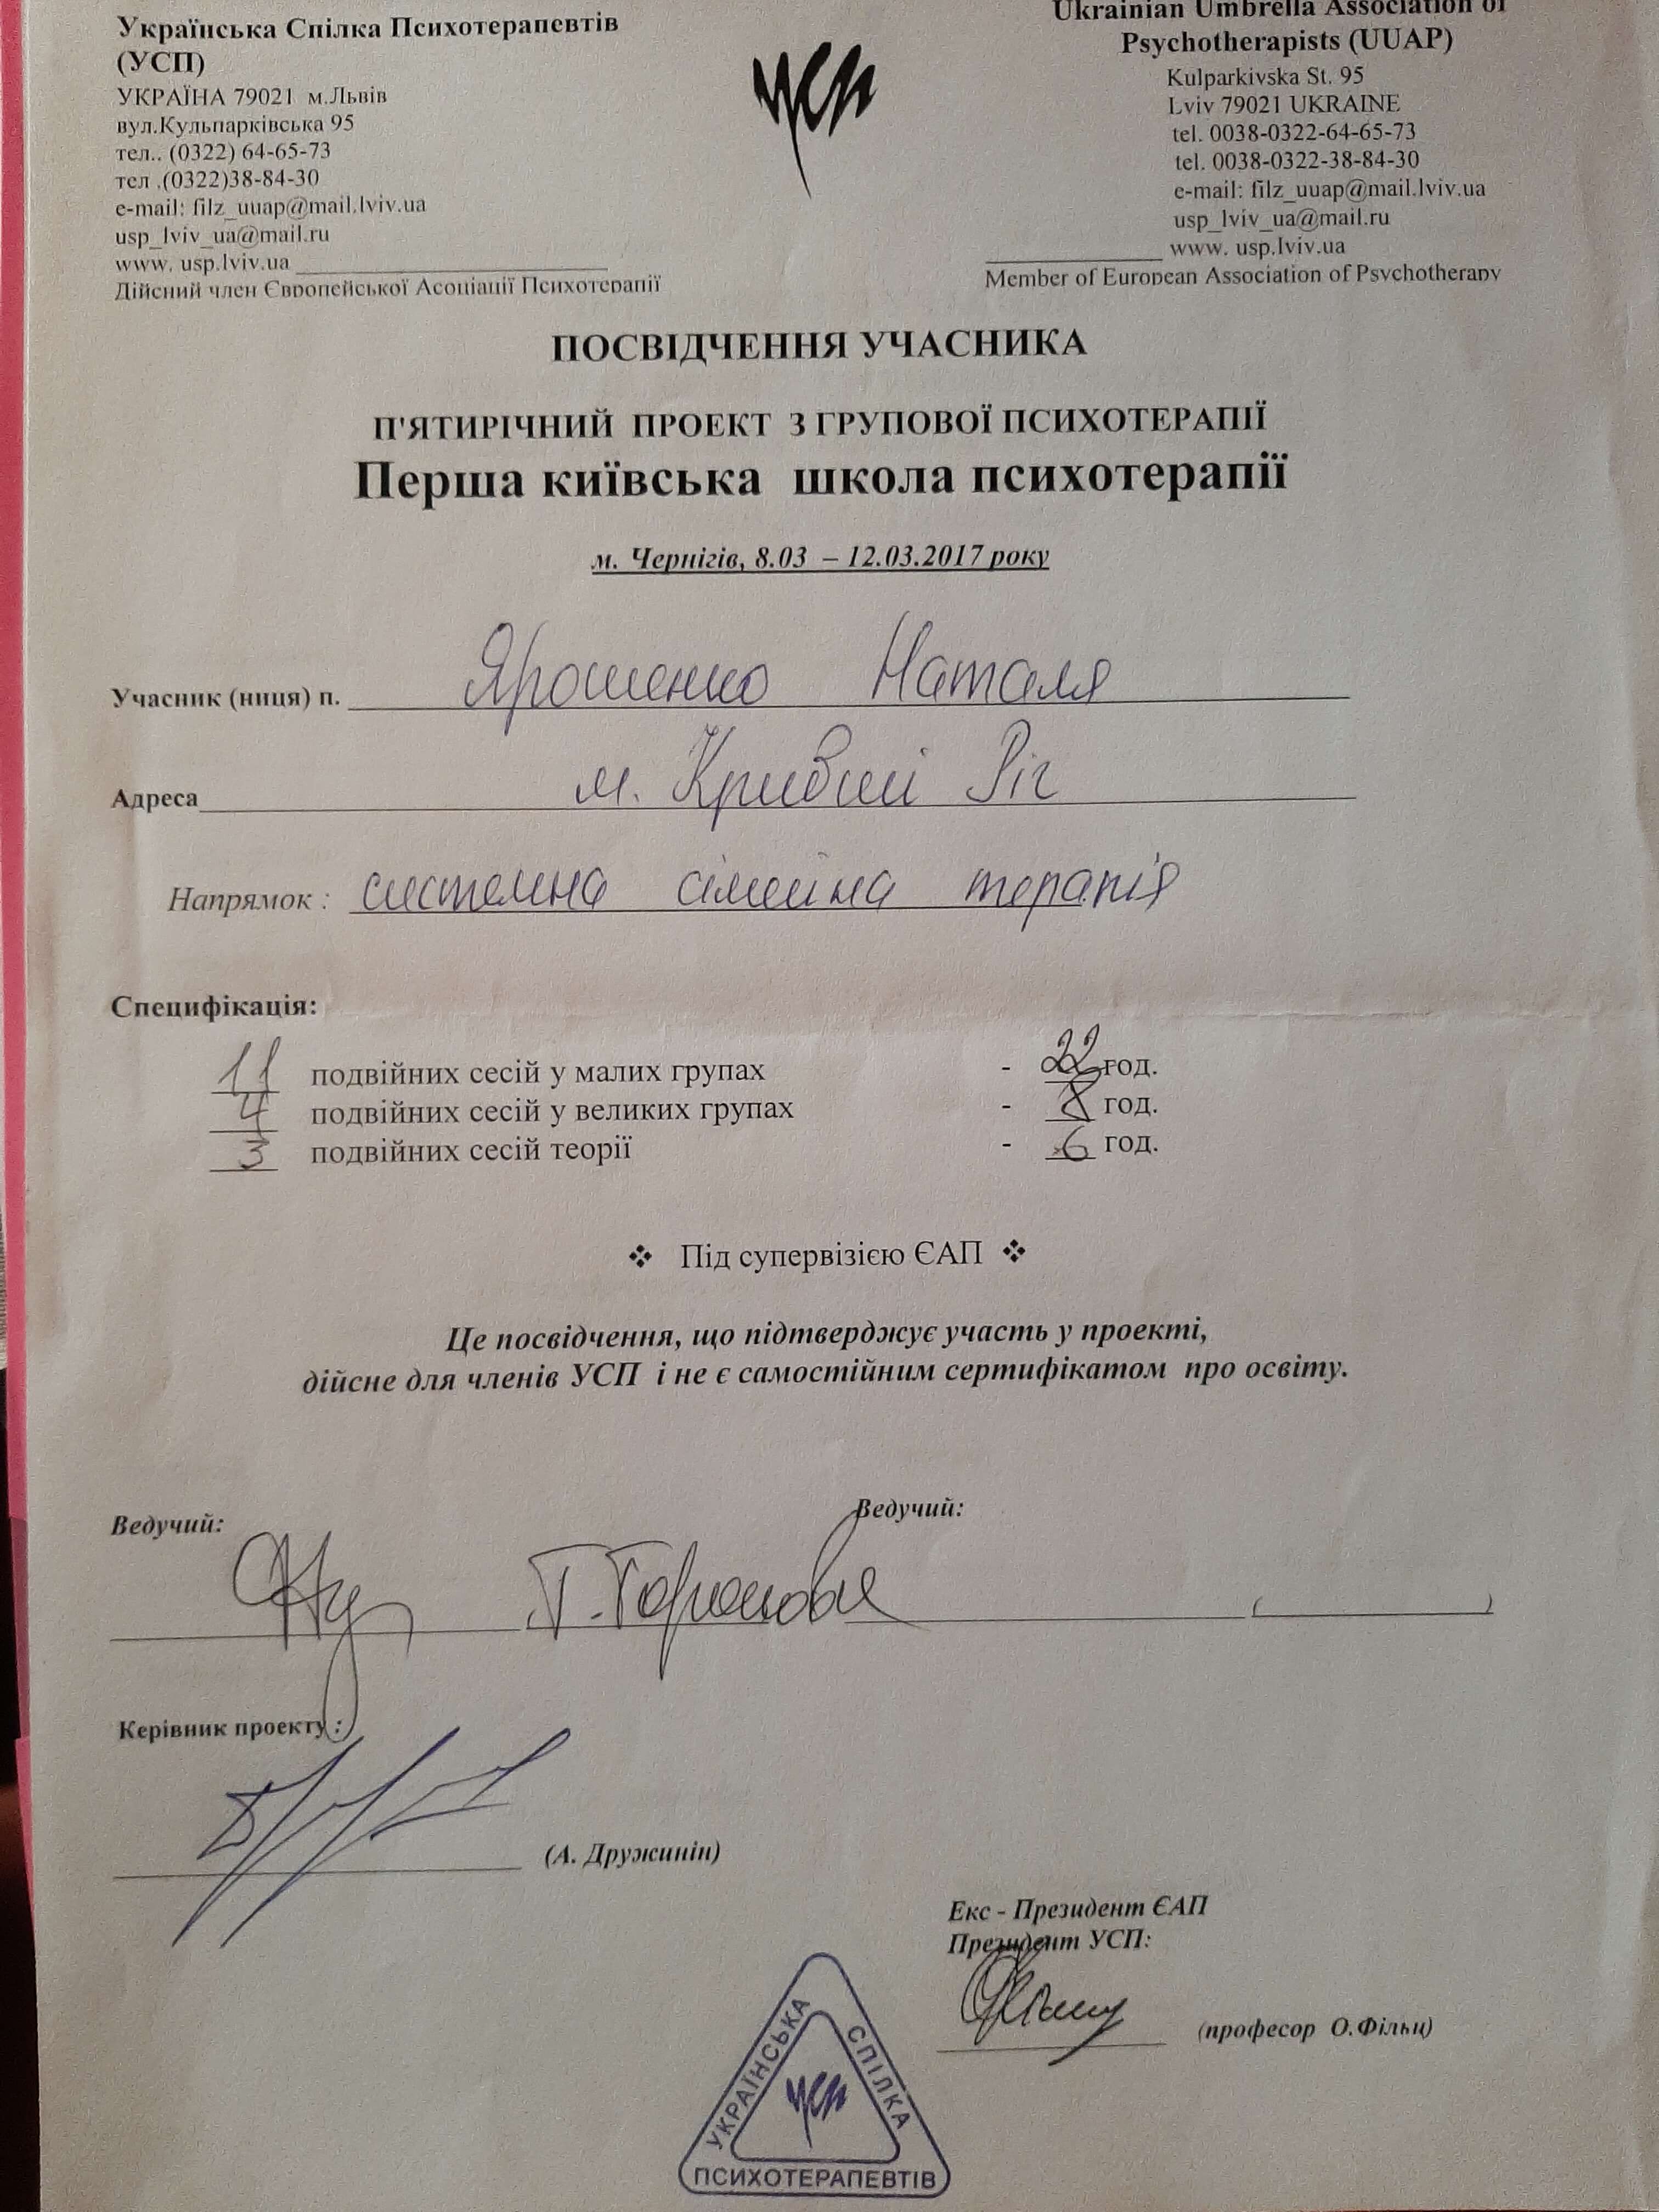 Українська Спілка Психотерапевтів
(УСП)
УКРАЇНА 79021 м.Львів
вул.Кульпарківська 95
тел.. (0322) 64-65-73
тел .(0322)38-84-30
e-mail: filz_uuap@mail.lviv.ua
usp_lviv_ua@mail.ru
www. usp.lviv.ua
Дійсний член Європейської Асоціації Психотерапії
усп
Ukrainian Umbrella Association of
Psychotherapists (UUAP)
Kulparkivska St. 95
Lviv 79021 UKRAINE
tel. 0038-0322-64-65-73
tel. 0038-0322-38-84-30
e-mail: filz_uuap@mail.lviv.ua
usp_lviv_ua@mail.ru
www. usp.lviv.ua
Member of European Association of Psychotherapy
ПОСВІДЧЕННЯ УЧАСНИКА
П'ЯТИРІЧНИЙ ПРОЕКТ З ГРУПОВОЇ ПСИХОТЕРАПІЇ
Перша київська школа психотерапії
м. Чернігів, 8.03 – 12.03.2017 року
Учасник (ниця) п. Ярошенко Наталя
Адреса м. Кривий Ріг
Напрямок : системна сімейна терапія
Специфікація:
11 подвійних сесій у малих групах - 22 год.
4 подвійних сесій у великих групах - 8 год.
3 подвійних сесій теорії - 6 год.
❖ Під супервізією ЄАП ❖
Це посвідчення, що підтверджує участь у проекті,
дійсне для членів УСП і не є самостійним сертифікатом про освіту.
Ведучий: Ведучий:
Керівник проекту :
(А. Дружинін)
Екс - Президент ЄАП
Президент УСП:
(професор О.Фільц)
УКРАЇНСЬКА СПІЛКА
усп
ПСИХОТЕРАПЕВТІВ